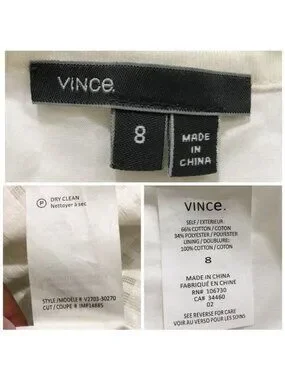 VINCE.
8
MADE
IN
CHINA
P DRY CLEAN
Nettoyer à sec
STYLE/MODÈLE # V2703-30270
CUT / COUPE # IMP14885
VINCE.
SELF / EXTERIEUR:
66% COTTON / COTON
34% POLYESTER / POLYESTER
LINING / DOUBLURE:
100% COTTON / COTON
8
MADE IN CHINA
FABRIQUÉ EN CHINE
RN# 106730
CA# 34460
02
SEE REVERSE FOR CARE
VOIR AU VERSO POUR LES SOINS